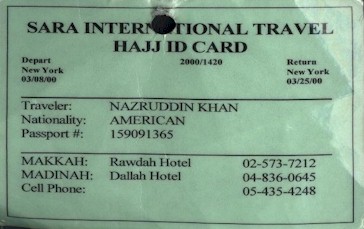 SARA INTERNATIONAL TRAVEL
HAJJ ID CARD
Depart 2000/1420 Return
New York New York
03/08/00 03/25/00
Traveler: NAZRUDDIN KHAN
Nationality: AMERICAN
Passport #: 159091365
MAKKAH: Rawdah Hotel 02-573-7212
MADINAH: Dallah Hotel 04-836-0645
Cell Phone: 05-435-4248